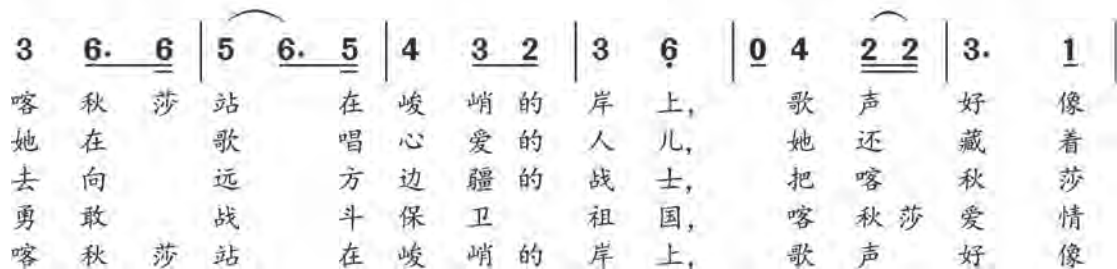 3 6. 6 | 5 6. 5 | 4 3 2 | 3 6 | 0 4 2 2 | 3. 1 |
喀 秋 莎 站 在 峻 峭 的 岸 上, 歌 声 好 像
她 在 歌 唱 心 爱 的 人 儿, 她 还 藏 着
去 向 远 方 边 疆 的 战 士, 把 喀 秋 莎
勇 敢 战 斗 保 卫 祖 国, 喀 秋 莎 爱 情
喀 秋 莎 站 在 峻 峭 的 岸 上, 歌 声 好 像